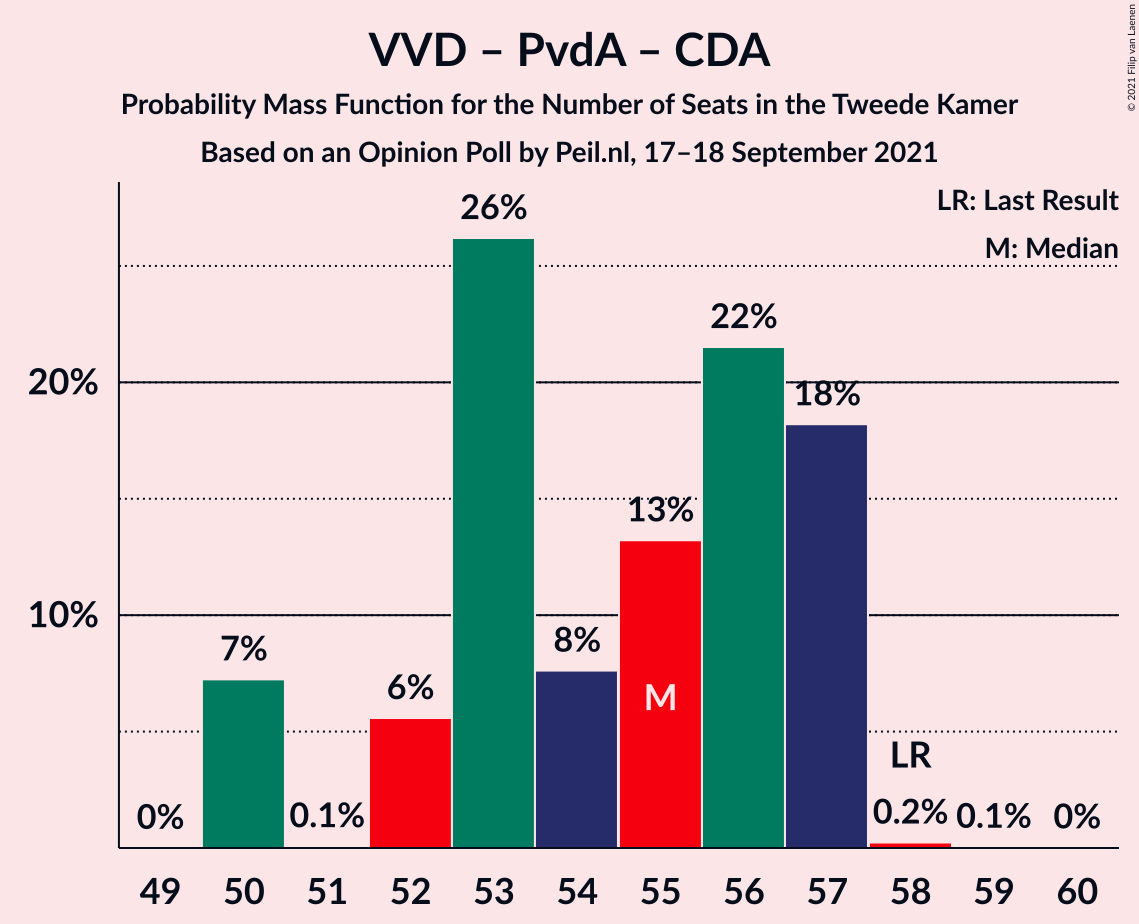 VVD – PvdA – CDA
Probability Mass Function for the Number of Seats in the Tweede Kamer
Based on an Opinion Poll by Peil.nl, 17–18 September 2021
© 2021 Filip van Laenen
LR: Last Result
M: Median
26%
22%
20%
18%
13%
10%
8%
7%
6%
M
LR
0%
0.1%
0.2%
0.1%
0%
49 50 51 52 53 54 55 56 57 58 59 60